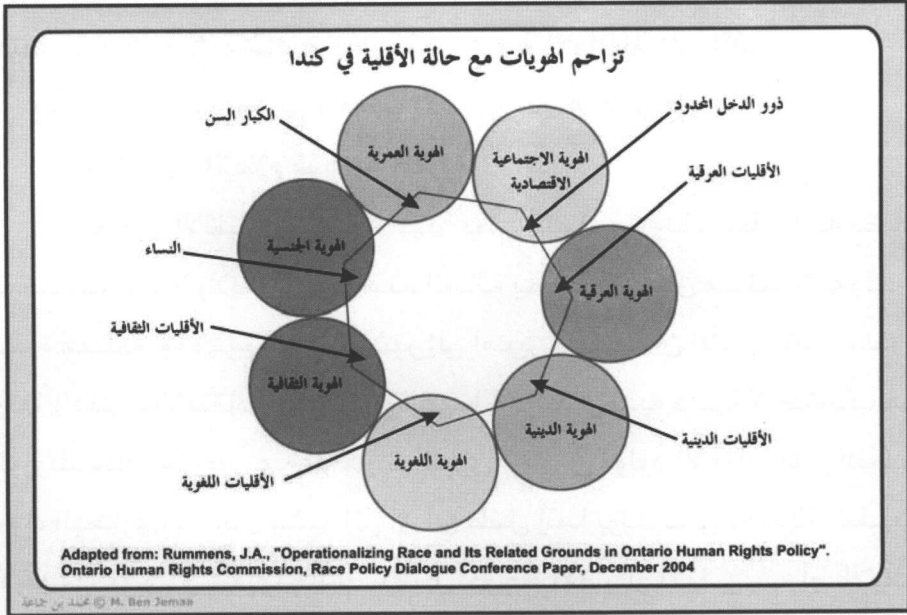 تزاحم الهويات مع حالة الأقلية في كندا
ذوو الدخل المحدود
الكبار السن
الهوية العمرية
الهوية الاجتماعية
الاقتصادية
الأقليات العرقية
الهوية الجنسية
النساء
الهوية العرقية
الأقليات الثقافية
الهوية الثقافية
الهوية الدينية
الأقليات الدينية
الهوية اللغوية
الأقليات اللغوية
Adapted from: Rummens, J.A., "Operationalizing Race and Its Related Grounds in Ontario Human Rights Policy".
Ontario Human Rights Commission, Race Policy Dialogue Conference Paper, December 2004
محمد بن جماعة © M. Ben Jemaa